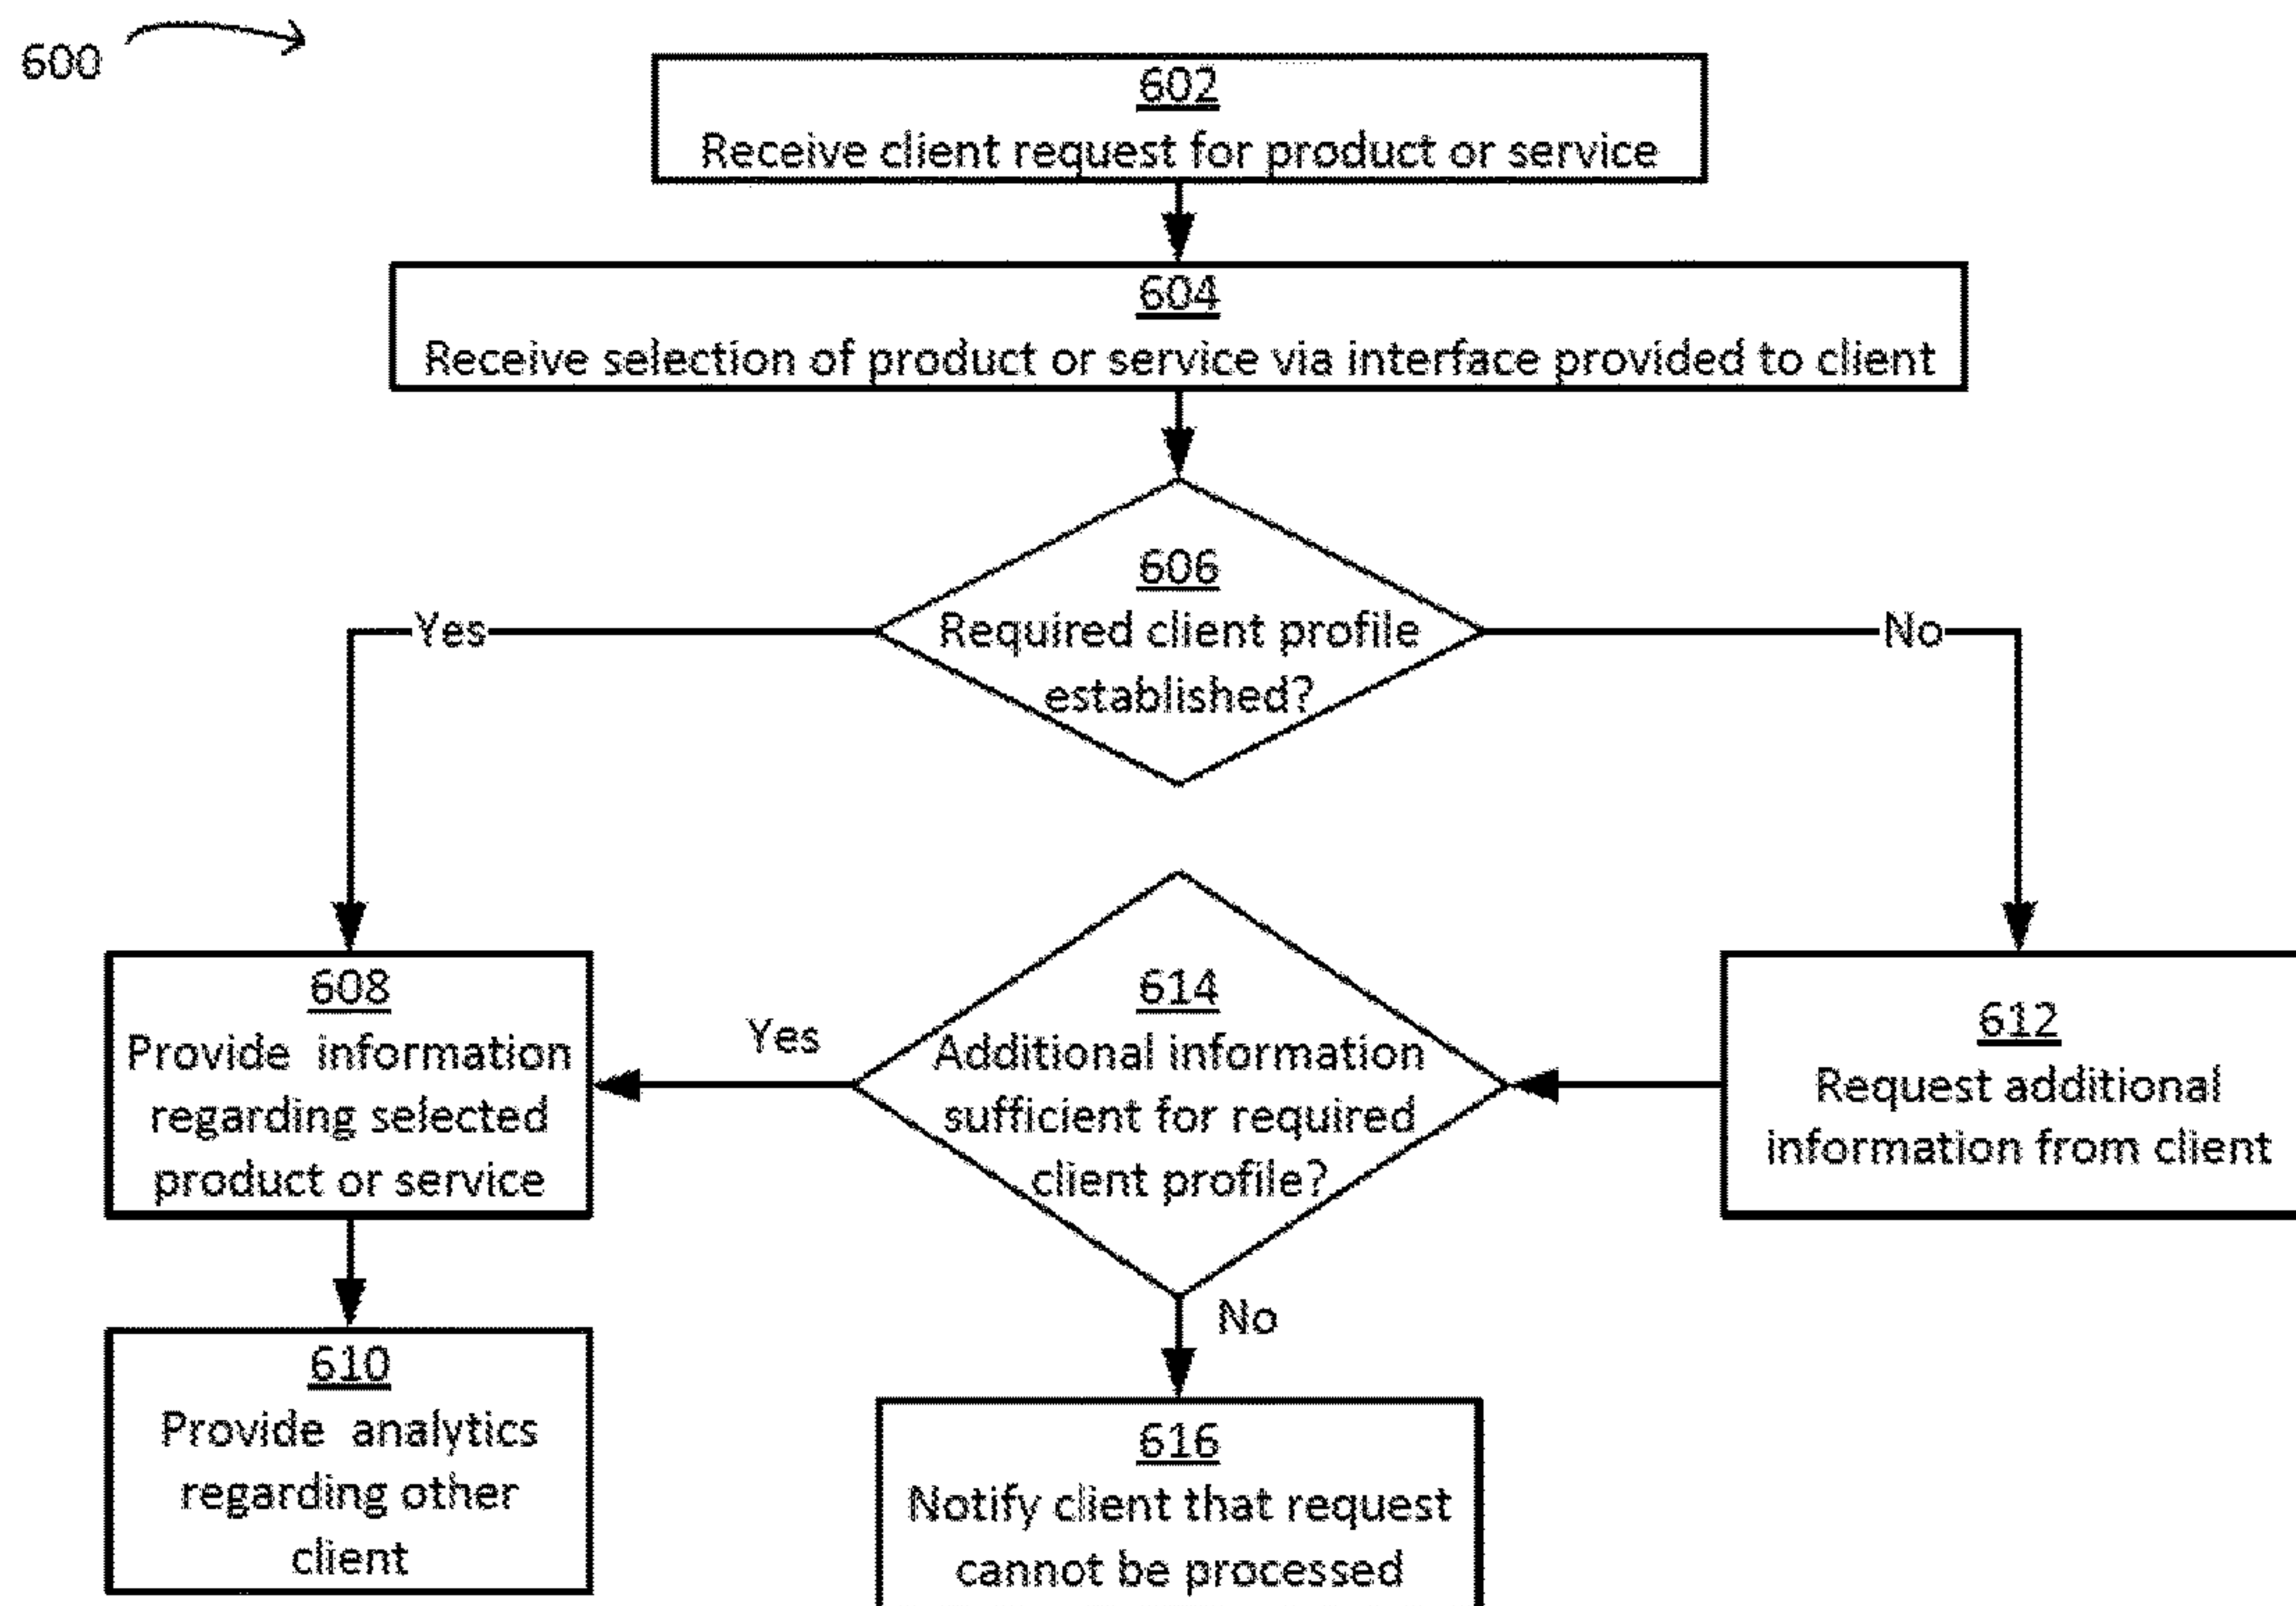 600
602
Receive client request for product or service
604
Receive selection of product or service via interface provided to client
606
Required client profile
established?
Yes
No
608
Provide information
regarding selected
product or service
Yes
614
Additional information
sufficient for required
client profile?
612
Request additional
information from client
No
610
Provide analytics
regarding other
client
616
Notify client that request
cannot be processed